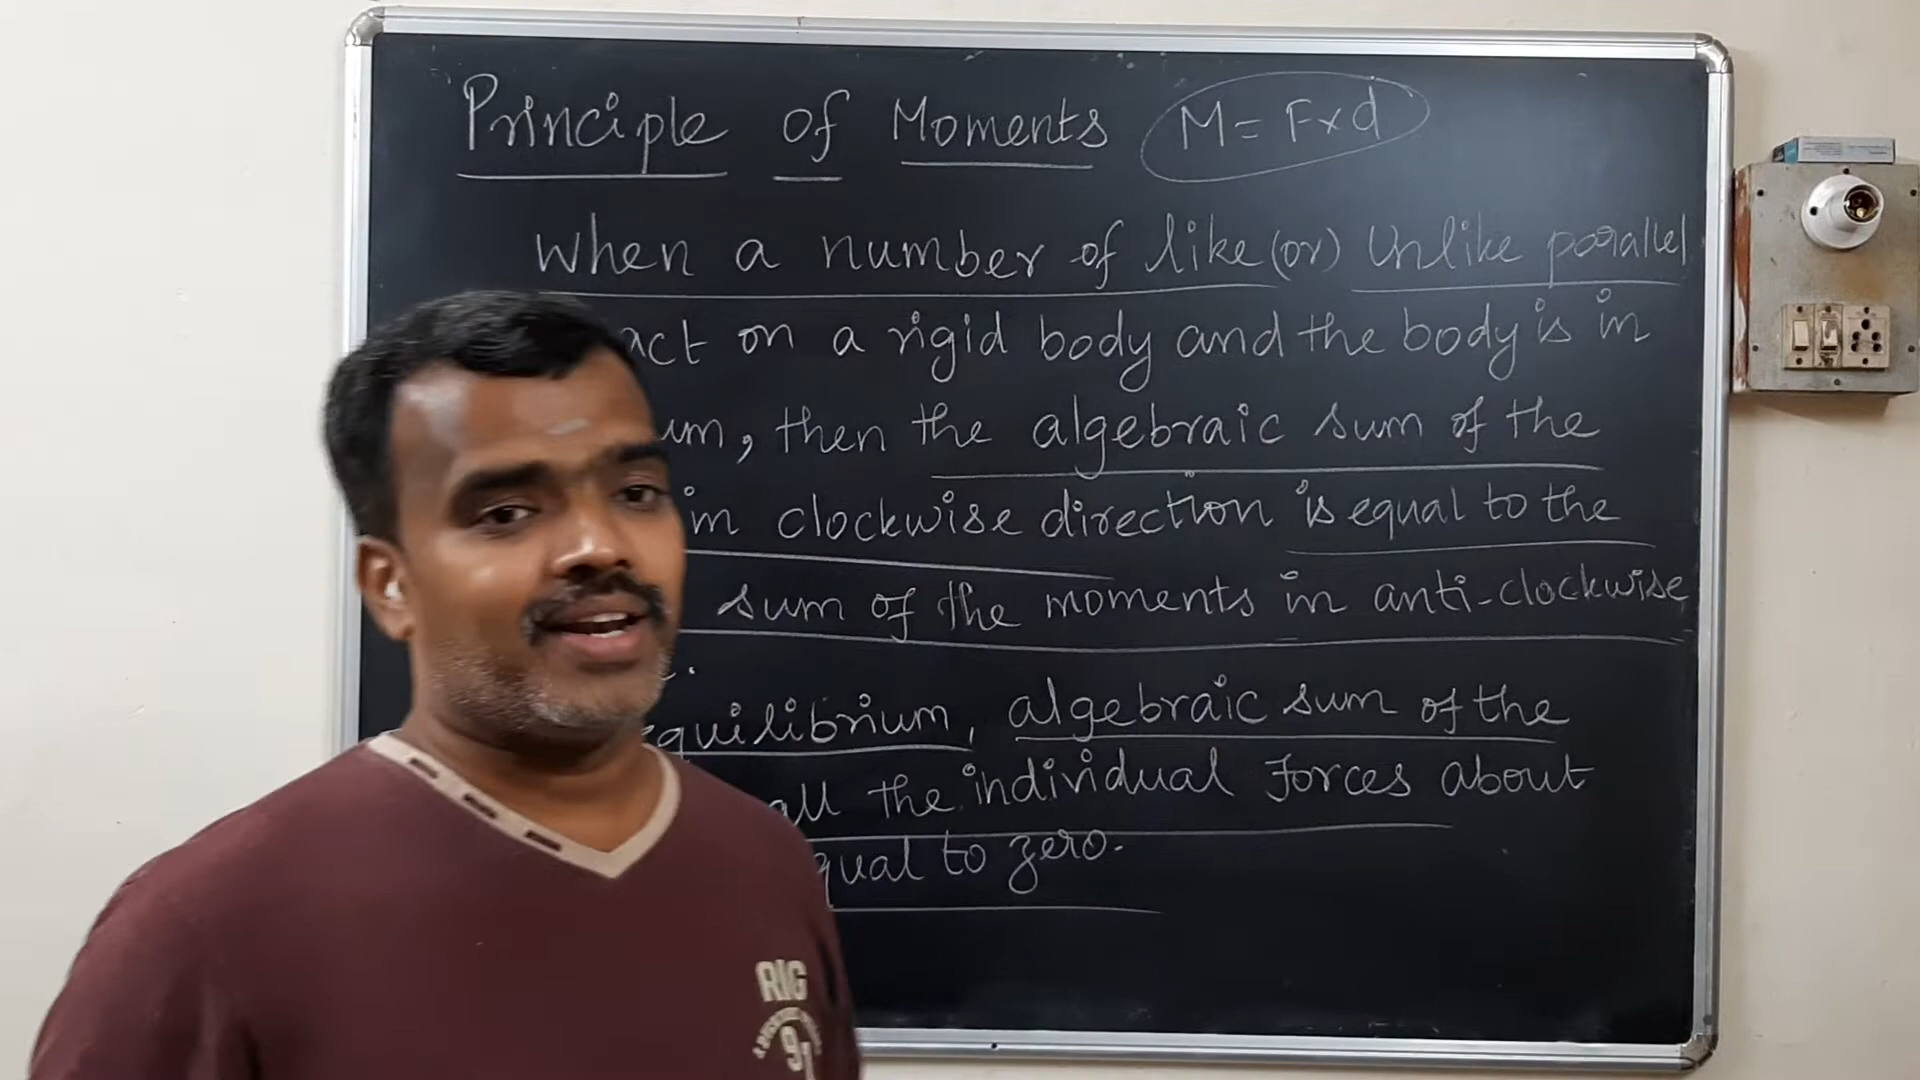 Principle of Moments M = F×d
When a number of like (or) Unlike parallel
act on a rigid body and the body is in
um, then the algebraic sum of the
in clockwise direction is equal to the
sum of the moments in anti-clockwise
equilibrium, algebraic sum of the
all the individual Forces about
qual to zero.
RIG
91